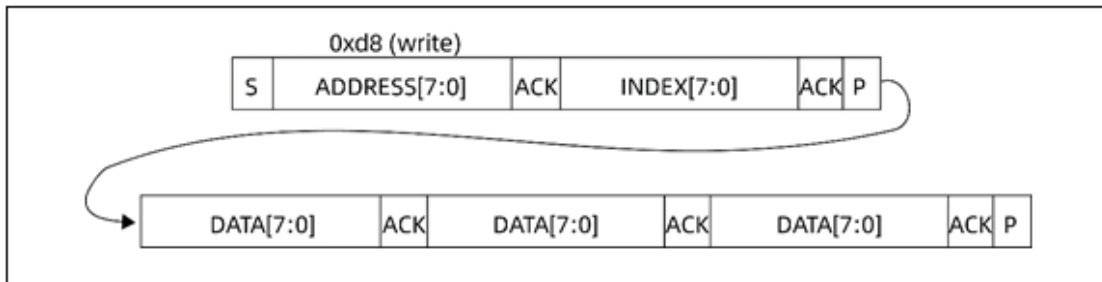 0xd8 (write)
S ADDRESS[7:0] ACK INDEX[7:0] ACK P
DATA[7:0] ACK DATA[7:0] ACK DATA[7:0] ACK P